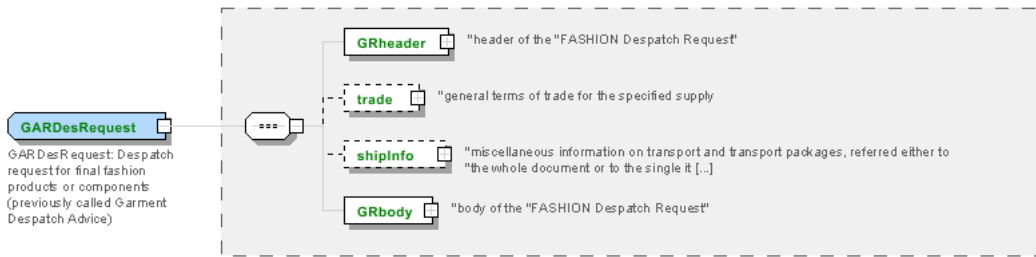 GRheader
"header of the "FASHION Despatch Request"
trade
"general terms of trade for the specified supply
GARDesRequest
GARDesRequest: Despatch
request for final fashion
products or components
(previously called Garment
Despatch Advice)
shipInfo
"miscellaneous information on transport and transport packages, referred either to
"the whole document or to the single it [...]
GRbody
"body of the "FASHION Despatch Request"